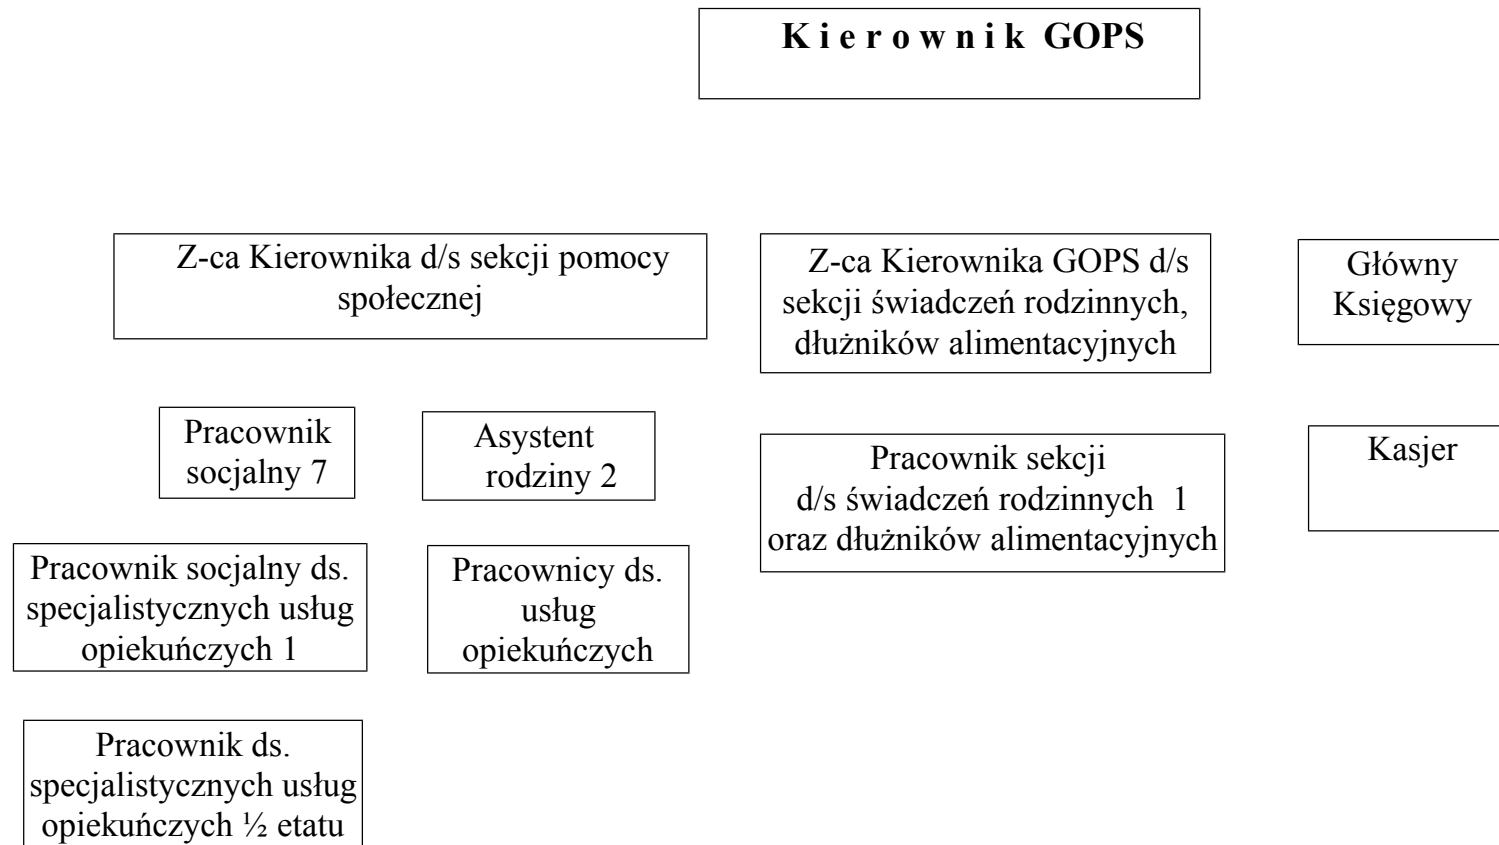 K i e r o w n i k GOPS
Z-ca Kierownika d/s sekcji pomocy
społecznej
Z-ca Kierownika GOPS d/s
sekcji świadczeń rodzinnych,
dłużników alimentacyjnych
Główny
Księgowy
Pracownik
socjalny 7
Asystent
rodziny 2
Pracownik sekcji
d/s świadczeń rodzinnych 1
oraz dłużników alimentacyjnych
Kasjer
Pracownik socjalny ds.
specjalistycznych usług
opiekuńczych 1
Pracownicy ds.
usług
opiekuńczych
Pracownik ds.
specjalistycznych usług
opiekuńczych ½ etatu